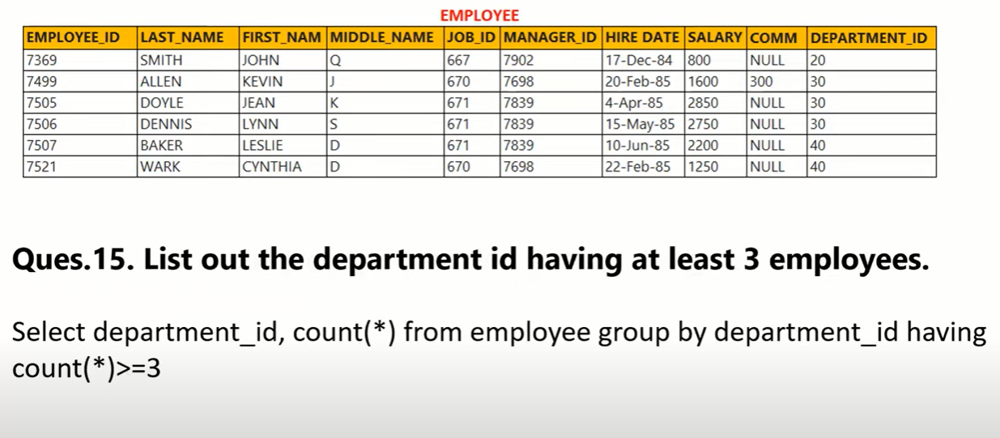 EMPLOYEE
EMPLOYEE_ID LAST_NAME FIRST_NAM MIDDLE_NAME JOB_ID MANAGER_ID HIRE DATE SALARY COMM DEPARTMENT_ID
7369 SMITH JOHN Q 667 7902 17-Dec-84 800 NULL 20
7499 ALLEN KEVIN J 670 7698 20-Feb-85 1600 300 30
7505 DOYLE JEAN K 671 7839 4-Apr-85 2850 NULL 30
7506 DENNIS LYNN S 671 7839 15-May-85 2750 NULL 30
7507 BAKER LESLIE D 671 7839 10-Jun-85 2200 NULL 40
7521 WARK CYNTHIA D 670 7698 22-Feb-85 1250 NULL 40
Ques.15. List out the department id having at least 3 employees.
Select department_id, count(*) from employee group by department_id having
count(*)>=3